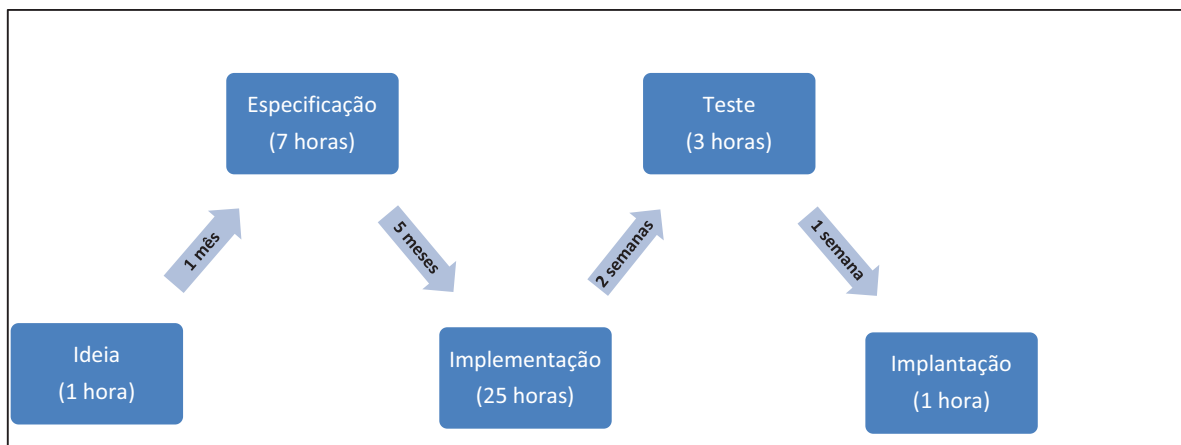 Ideia
(1 hora)
1 mês
Especificação
(7 horas)
5 meses
Implementação
(25 horas)
2 semanas
Teste
(3 horas)
1 semana
Implantação
(1 hora)